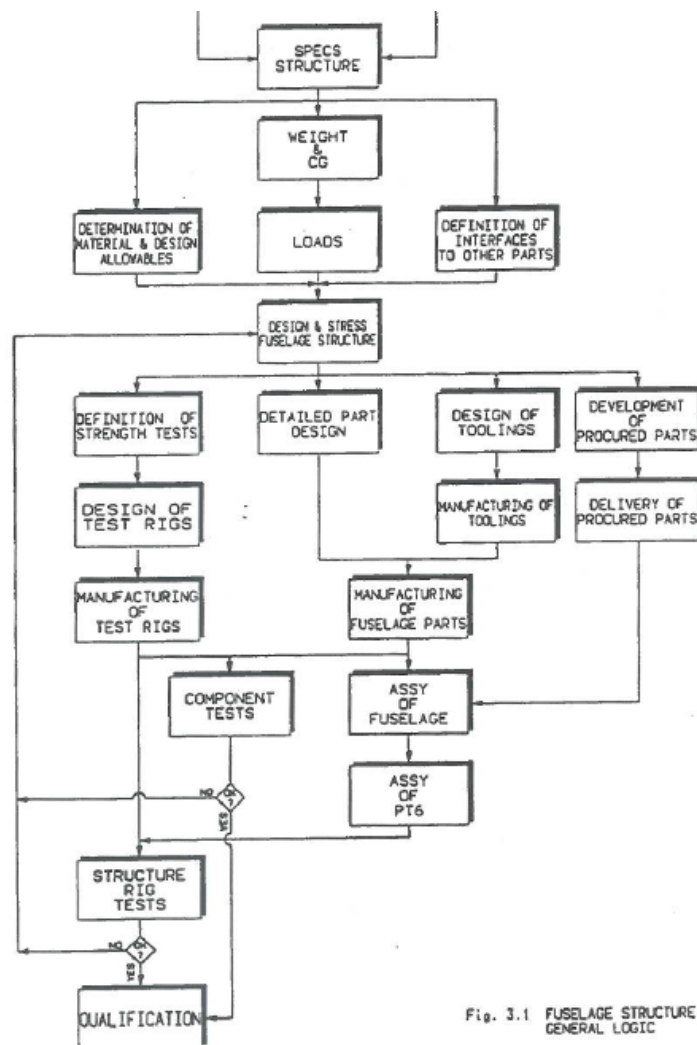 SPECS
STRUCTURE
WEIGHT
&
CG
DETERMINATION OF
MATERIAL & DESIGN
ALLOWABLES
LOADS
DEFINITION OF
INTERFACES
TO OTHER PARTS
DESIGN & STRESS
FUSELAGE STRUCTURE
DEFINITION OF
STRENGTH TESTS
DETAILED PART
DESIGN
DESIGN OF
TOOLINGS
DEVELOPMENT
OF
PROCURED PARTS
DESIGN OF
TEST RIGS
MANUFACTURING OF
TOOLINGS
DELIVERY OF
PROCURED PARTS
MANUFACTURING
OF
TEST RIGS
MANUFACTURING
OF
FUSELAGE PARTS
COMPONENT
TESTS
ASSY
OF
FUSELAGE
ASSY
OF
PT6
NO
OK
?
YES
STRUCTURE
RIG
TESTS
NO
OK
?
YES
QUALIFICATION
Fig. 3.1 FUSELAGE STRUCTURE
GENERAL LOGIC